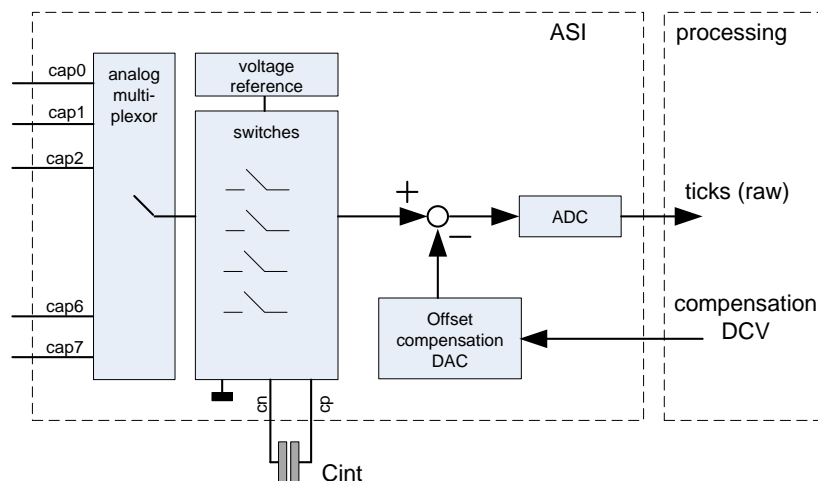 ASI
processing
cap0
cap1
cap2
cap6
cap7
analog
multi-
plexor
voltage
reference
switches
+
−
ADC
ticks (raw)
Offset
compensation
DAC
compensation
DCV
cn
cp
Cint